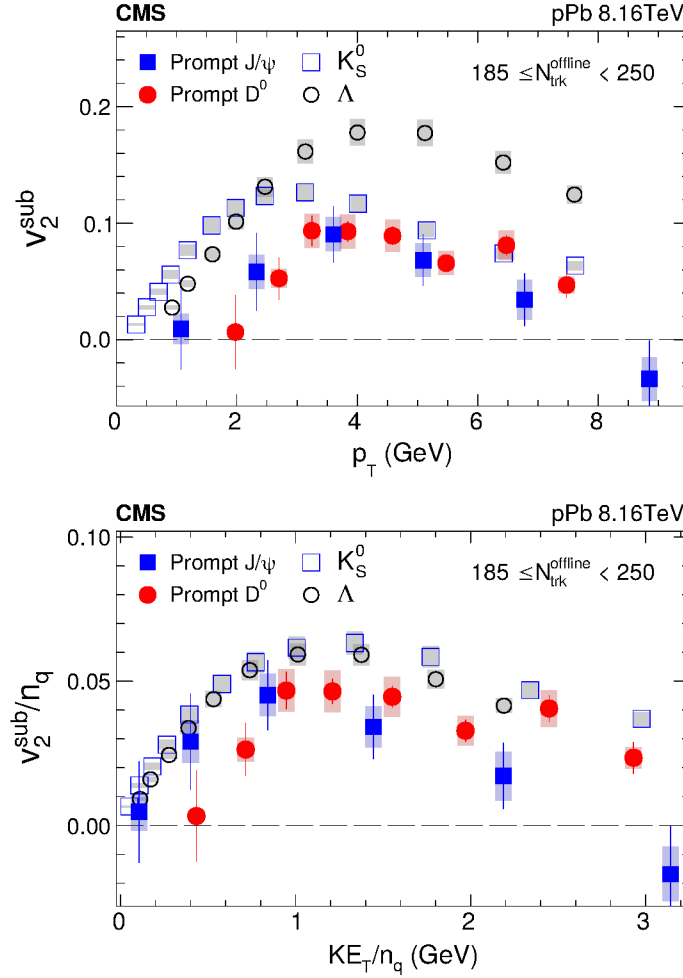 CMS pPb 8.16TeV
Prompt J/ψ K⁰S 185 ≤ N^offline_trk < 250
Prompt D⁰ Λ
v₂^sub
0.2
0.1
0.0
0 2 4 6 8
p_T (GeV)
CMS pPb 8.16TeV
Prompt J/ψ K⁰S 185 ≤ N^offline_trk < 250
Prompt D⁰ Λ
v₂^sub/n_q
0.10
0.05
0.00
0 1 2 3
KE_T/n_q (GeV)